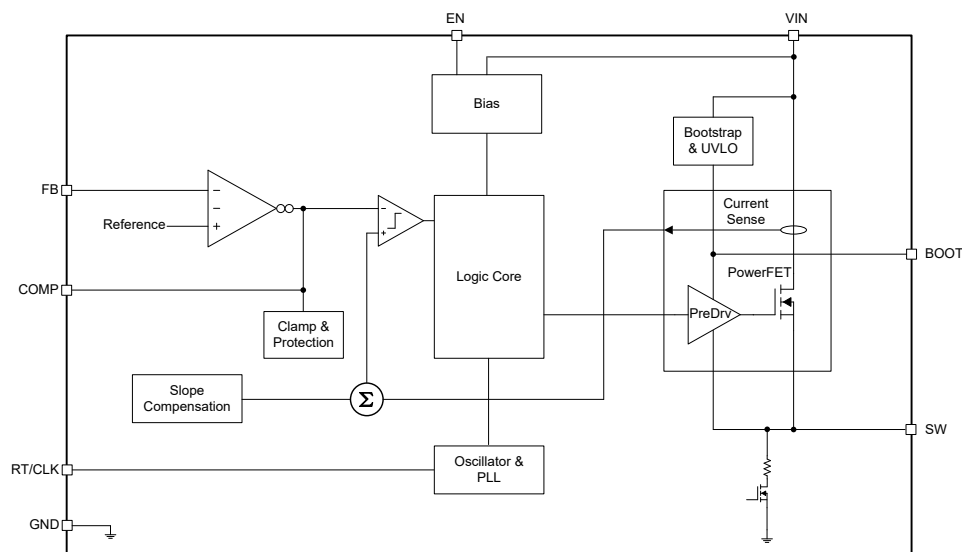 EN
VIN
Bias
Bootstrap
& UVLO
FB
Reference
−
−
+
−
+
Current
Sense
BOOT
Logic Core
PowerFET
COMP
PreDrv
Clamp &
Protection
Slope
Compensation
Σ
SW
RT/CLK
Oscillator &
PLL
GND